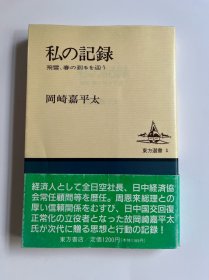 私の記録
飛雪、春の到るを迎う
岡崎嘉平太
東方選書 5
経済人として全日空社長、日中経済協
会常任顧問等を歴任。周恩来総理との
厚い信頼関係をむすび、日中国交回復
正常化の立役者となった故岡崎嘉平太
氏が次代に贈る思想と行動の記録!
東方書店/定価1200円